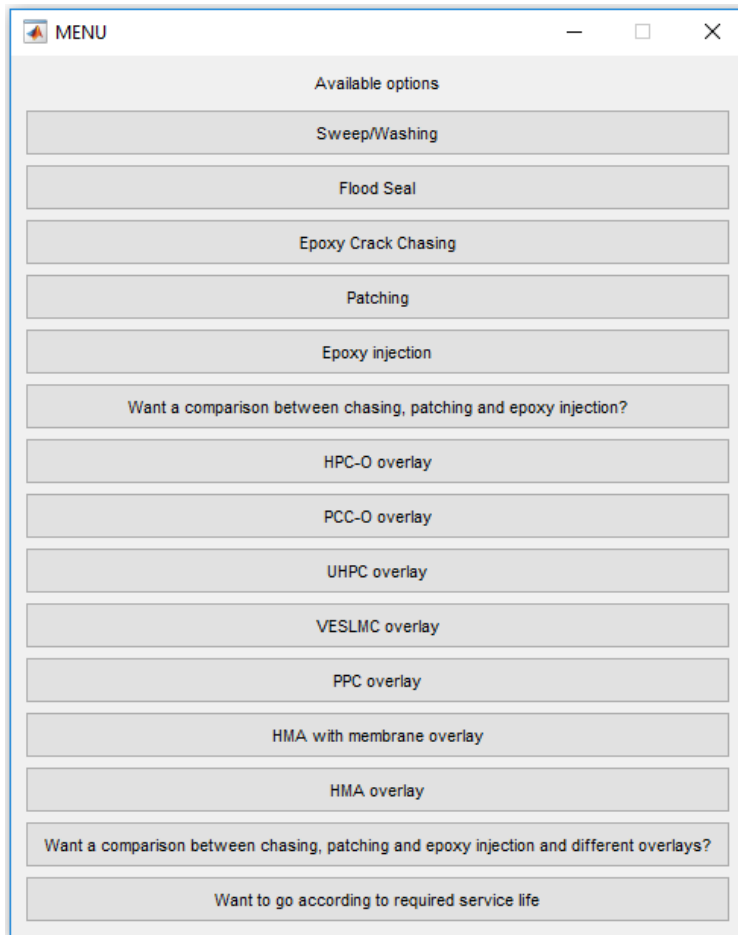 MENU
Available options
Sweep/Washing
Flood Seal
Epoxy Crack Chasing
Patching
Epoxy injection
Want a comparison between chasing, patching and epoxy injection?
HPC-O overlay
PCC-O overlay
UHPC overlay
VESLMC overlay
PPC overlay
HMA with membrane overlay
HMA overlay
Want a comparison between chasing, patching and epoxy injection and different overlays?
Want to go according to required service life